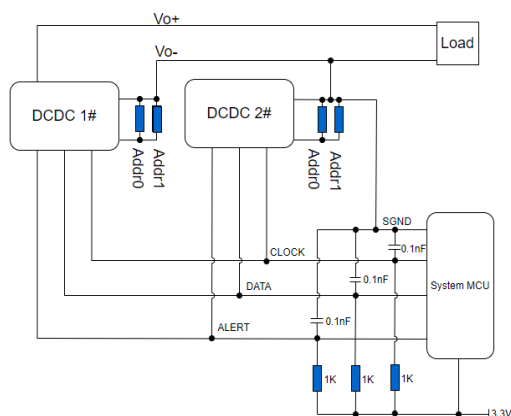 Vo+
Load
Vo-
DCDC 1#
DCDC 2#
Addr0
Addr1
Addr0
Addr1
SGND
CLOCK
0.1nF
0.1nF
System MCU
DATA
0.1nF
ALERT
1K
1K
1K
3.3V